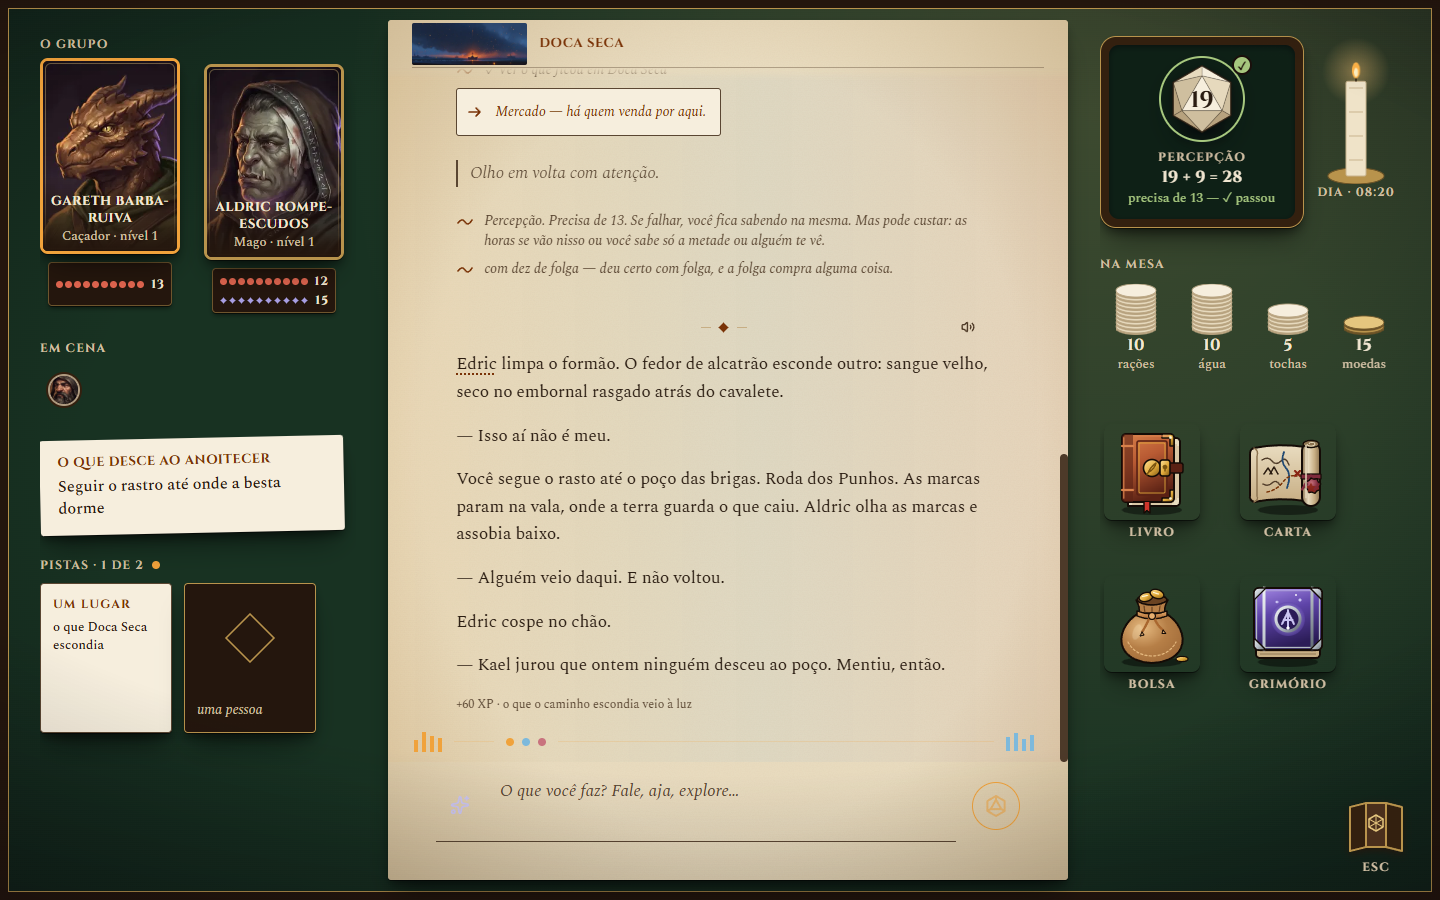 O GRUPO
GARETH BARBA-
RUIVA
Caçador · nível 1
13
ALDRIC ROMPE-
ESCUDOS
Mago · nível 1
12
15
EM CENA
O QUE DESCE AO ANOITECER
Seguir o rastro até onde a besta
dorme
PISTAS · 1 DE 2
UM LUGAR
o que Doca Seca
escondia
uma pessoa
DOCA SECA
✓ Ver o que ficou em Doca Seca
→ Mercado — há quem venda por aqui.
Olho em volta com atenção.
Percepção. Precisa de 13. Se falhar, você fica sabendo na mesma. Mas pode custar: as
horas se vão nisso ou você sabe só a metade ou alguém te vê.
com dez de folga — deu certo com folga, e a folga compra alguma coisa.
Edric limpa o formão. O fedor de alcatrão esconde outro: sangue velho,
seco no embornal rasgado atrás do cavalete.
— Isso aí não é meu.
Você segue o rasto até o poço das brigas. Roda dos Punhos. As marcas
param na vala, onde a terra guarda o que caiu. Aldric olha as marcas e
assobia baixo.
— Alguém veio daqui. E não voltou.
Edric cospe no chão.
— Kael jurou que ontem ninguém desceu ao poço. Mentiu, então.
+60 XP · o que o caminho escondia veio à luz
O que você faz? Fale, aja, explore...
19
PERCEPÇÃO
19 + 9 = 28
precisa de 13 — ✓ passou
DIA · 08:20
NA MESA
10
rações
10
água
5
tochas
15
moedas
LIVRO
CARTA
BOLSA
GRIMÓRIO
ESC